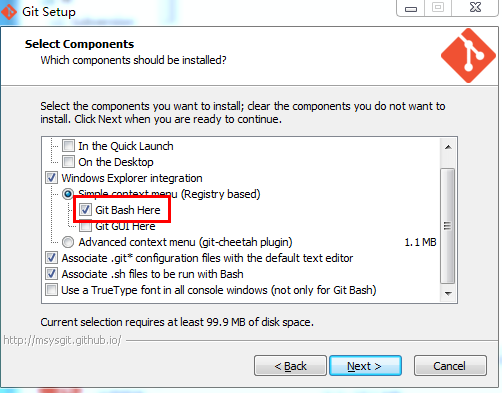 Git Setup
Select Components
Which components should be installed?
Select the components you want to install; clear the components you do not want to
install. Click Next when you are ready to continue.
In the Quick Launch
On the Desktop
Windows Explorer integration
Simple context menu (Registry based)
Git Bash Here
Git GUI Here
Advanced context menu (git-cheetah plugin) 1.1 MB
Associate .git* configuration files with the default text editor
Associate .sh files to be run with Bash
Use a TrueType font in all console windows (not only for Git Bash)
Current selection requires at least 99.9 MB of disk space.
http://msysgit.github.io/
< Back Next > Cancel